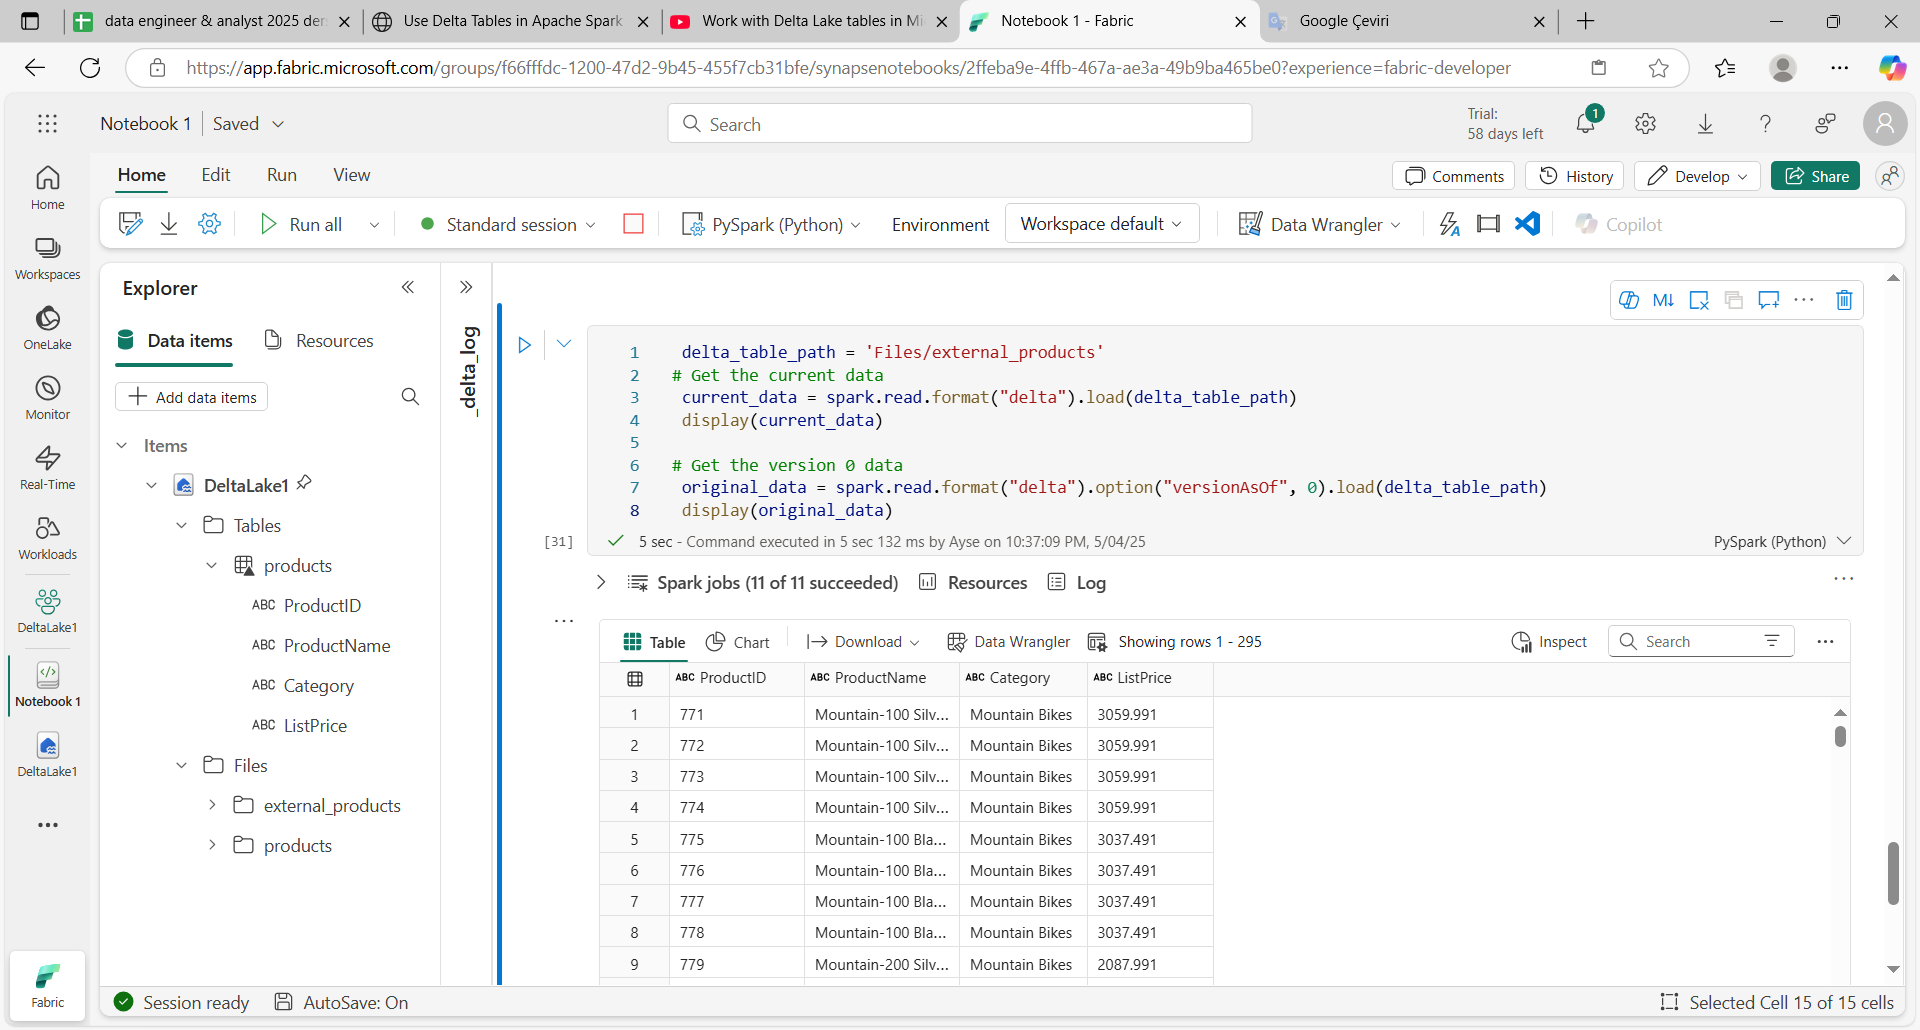 data engineer & analyst 2025 der
Use Delta Tables in Apache Spark
Work with Delta Lake tables in Mi
Notebook 1 - Fabric
Google Çeviri
https://app.fabric.microsoft.com/groups/f66fffdc-1200-47d2-9b45-455f7cb31bfe/synapsenotebooks/2ffeba9e-4ffb-467a-ae3a-49b9ba465be0?experience=fabric-developer
Notebook 1
Saved
Search
Trial:
58 days left
1
Home
Edit
Run
View
Comments
History
Develop
Share
Run all
Standard session
PySpark (Python)
Environment
Workspace default
Data Wrangler
Copilot
Home
Workspaces
OneLake
Monitor
Real-Time
Workloads
DeltaLake1
Notebook 1
DeltaLake1
Fabric
Explorer
Data items
Resources
Add data items
Items
DeltaLake1
Tables
products
ABC ProductID
ABC ProductName
ABC Category
ABC ListPrice
Files
external_products
products
_delta_log
M↓
1 delta_table_path = 'Files/external_products'
2 # Get the current data
3 current_data = spark.read.format("delta").load(delta_table_path)
4 display(current_data)
5
6 # Get the version 0 data
7 original_data = spark.read.format("delta").option("versionAsOf", 0).load(delta_table_path)
8 display(original_data)
[31]
5 sec - Command executed in 5 sec 132 ms by Ayse on 10:37:09 PM, 5/04/25
PySpark (Python)
Spark jobs (11 of 11 succeeded)
Resources
Log
Table
Chart
Download
Data Wrangler
Showing rows 1 - 295
Inspect
Search
ABC ProductID ABC ProductName ABC Category ABC ListPrice
1 771 Mountain-100 Silv... Mountain Bikes 3059.991
2 772 Mountain-100 Silv... Mountain Bikes 3059.991
3 773 Mountain-100 Silv... Mountain Bikes 3059.991
4 774 Mountain-100 Silv... Mountain Bikes 3059.991
5 775 Mountain-100 Bla... Mountain Bikes 3037.491
6 776 Mountain-100 Bla... Mountain Bikes 3037.491
7 777 Mountain-100 Bla... Mountain Bikes 3037.491
8 778 Mountain-100 Bla... Mountain Bikes 3037.491
9 779 Mountain-200 Silv... Mountain Bikes 2087.991
Session ready
AutoSave: On
Selected Cell 15 of 15 cells